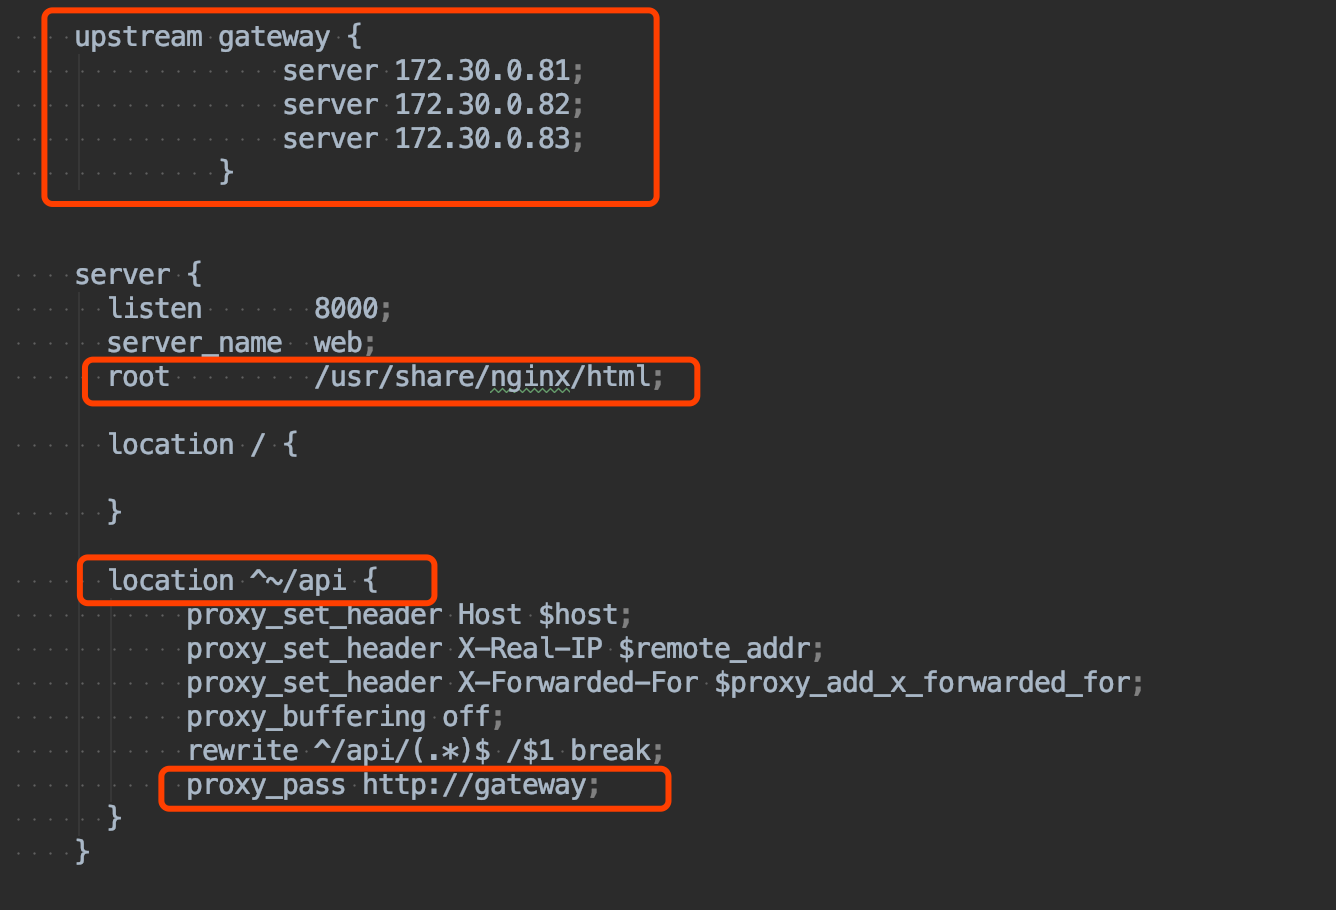 upstream gateway {
server 172.30.0.81;
server 172.30.0.82;
server 172.30.0.83;
}
server {
listen 8000;
server_name web;
root /usr/share/nginx/html;
location / {
}
location ^~/api {
proxy_set_header Host $host;
proxy_set_header X-Real-IP $remote_addr;
proxy_set_header X-Forwarded-For $proxy_add_x_forwarded_for;
proxy_buffering off;
rewrite ^/api/(.*)$ /$1 break;
proxy_pass http://gateway;
}
}